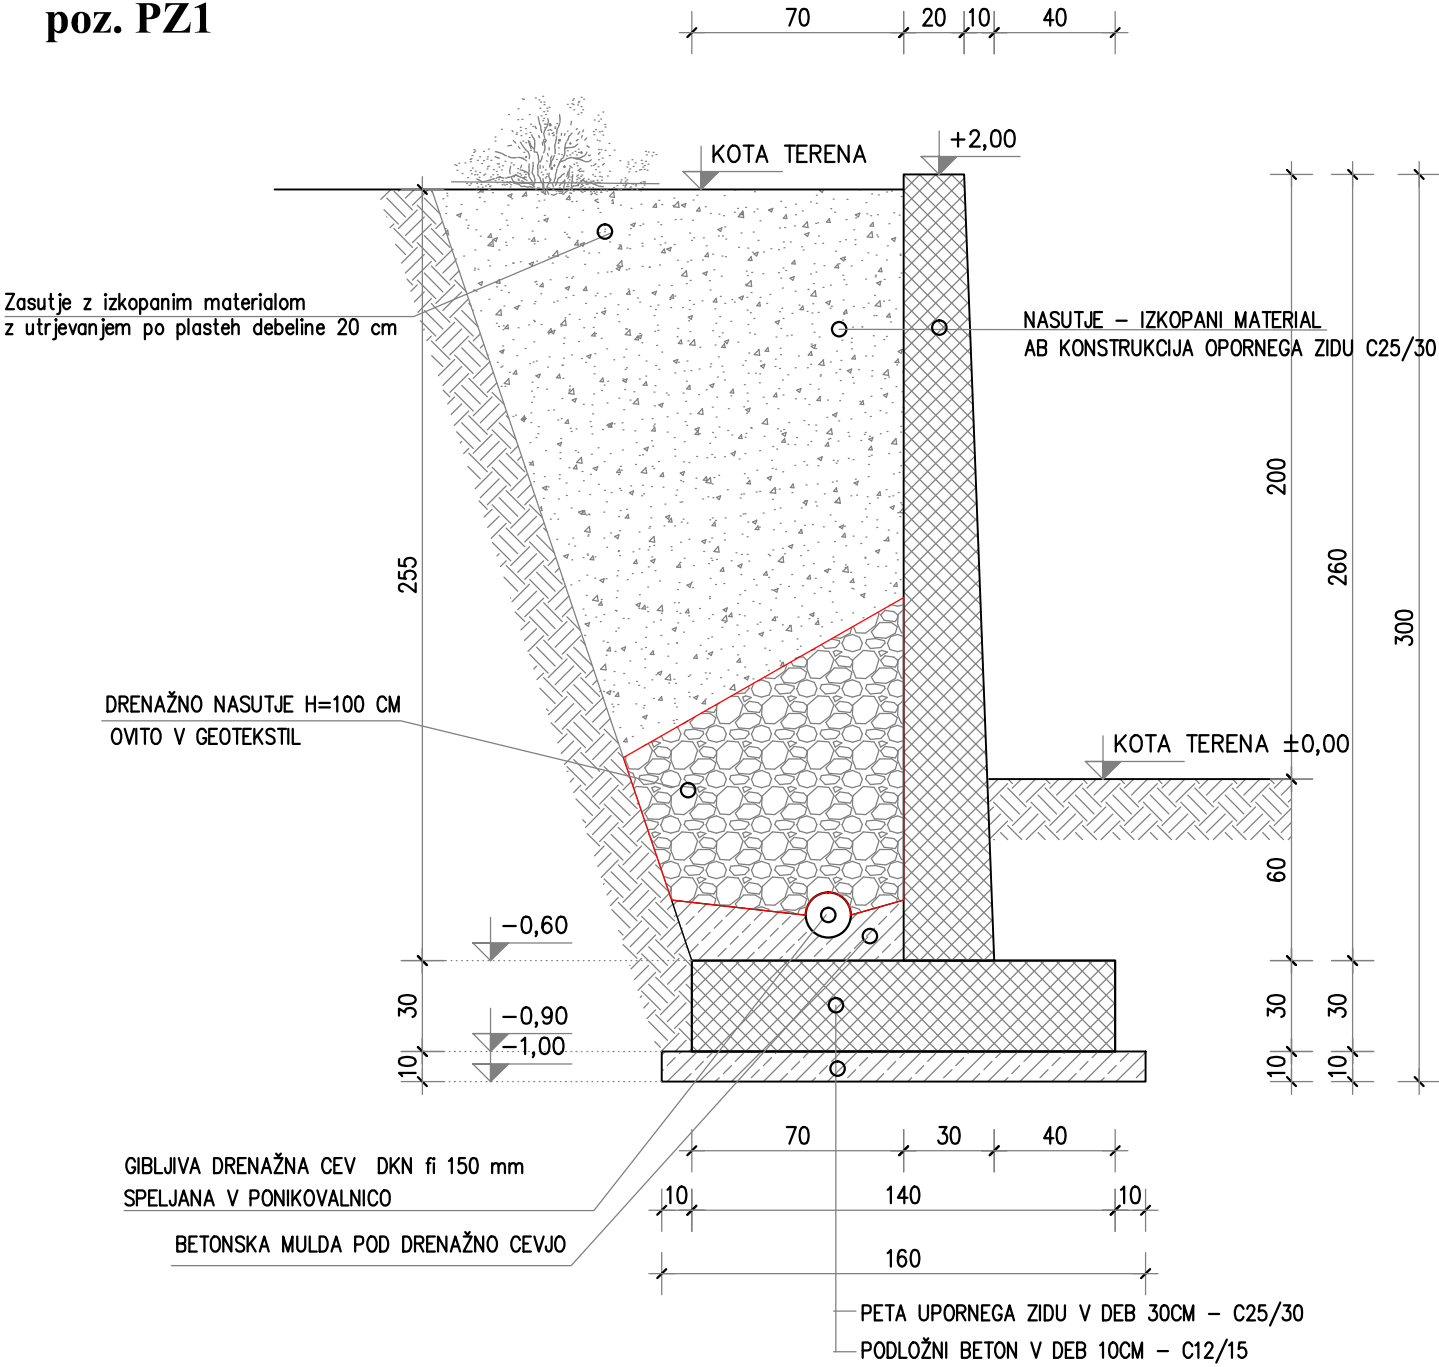 poz. PZ1
70 20 10 40
+2,00
KOTA TERENA
Zasutje z izkopanim materialom
z utrjevanjem po plasteh debeline 20 cm
NASUTJE – IZKOPANI MATERIAL
AB KONSTRUKCIJA OPORNEGA ZIDU C25/30
200
255
260
300
DRENAŽNO NASUTJE H=100 CM
OVITO V GEOTEKSTIL
KOTA TERENA ±0,00
60
–0,60
30
–0,90
30
30
–1,00
10
10
10
70 30 40
GIBLJIVA DRENAŽNA CEV DKN fi 150 mm
SPELJANA V PONIKOVALNICO
10 140 10
BETONSKA MULDA POD DRENAŽNO CEVJO
160
PETA UPORNEGA ZIDU V DEB 30CM – C25/30
PODLOŽNI BETON V DEB 10CM – C12/15